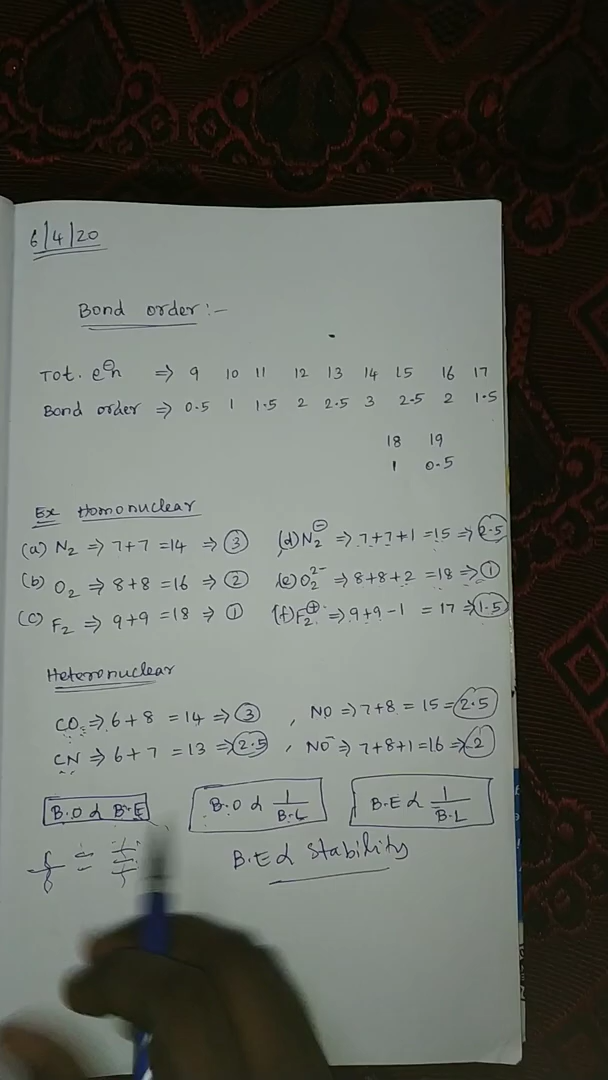 6/4/20
Bond order :-
Tot. e⊖n ⇒ 9 10 11 12 13 14 15 16 17
Bond order ⇒ 0.5 1 1.5 2 2.5 3 2.5 2 1.5
18 19
1 0.5
Ex Homonuclear
(a) N₂ ⇒ 7+7 = 14 ⇒ 3
(b) O₂ ⇒ 8+8 = 16 ⇒ 2
(c) F₂ ⇒ 9+9 = 18 ⇒ 1
(d) N₂⊖ ⇒ 7+7+1 = 15 ⇒ 2.5
(e) O₂²⁻ ⇒ 8+8+2 = 18 ⇒ 1
(f) F₂⊕ ⇒ 9+9-1 = 17 ⇒ 1.5
Heteronuclear
CO ⇒ 6+8 = 14 ⇒ 3 , NO ⇒ 7+8 = 15 = 2.5
CN ⇒ 6+7 = 13 ⇒ 2.5 , NO⁻ ⇒ 7+8+1 = 16 ⇒ 2
B.O α B.E
B.O α 1/B.L
B.E α 1/B.L
B.E α Stability